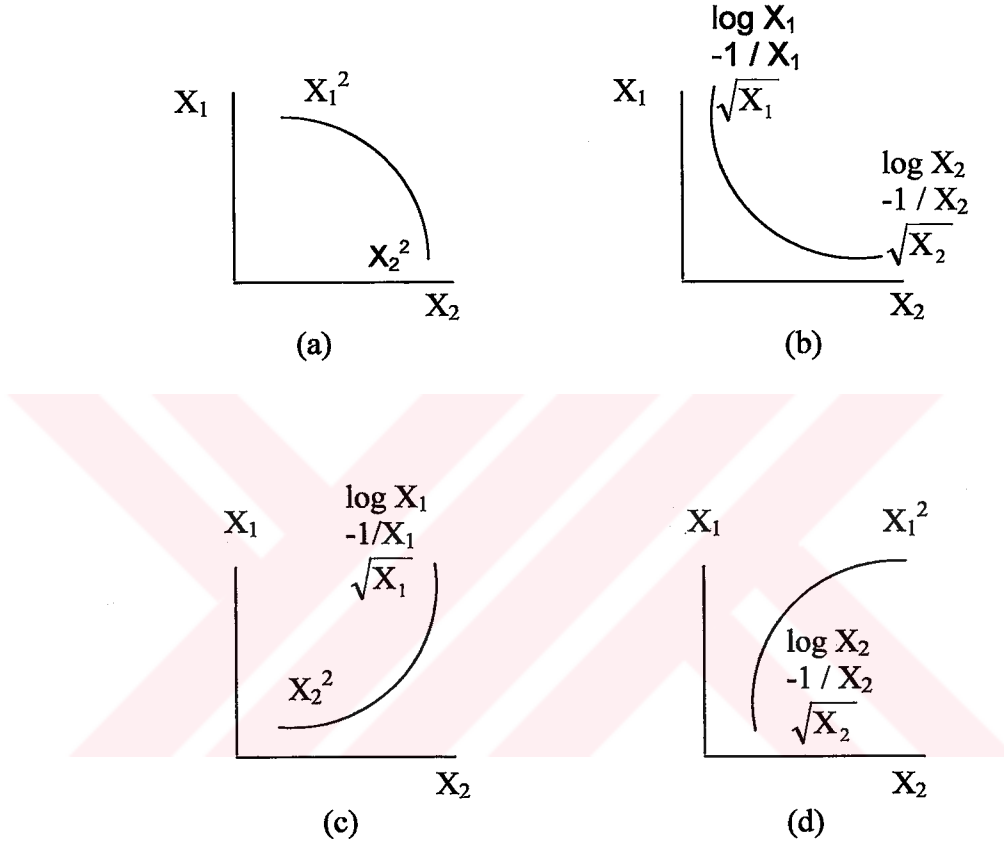 X₁
X₁²
X₂²
X₂
(a)
log X₁
-1 / X₁
√X₁
X₁
log X₂
-1 / X₂
√X₂
X₂
(b)
log X₁
-1/X₁
√X₁
X₁
X₂²
X₂
(c)
X₁
X₁²
log X₂
-1 / X₂
√X₂
X₂
(d)